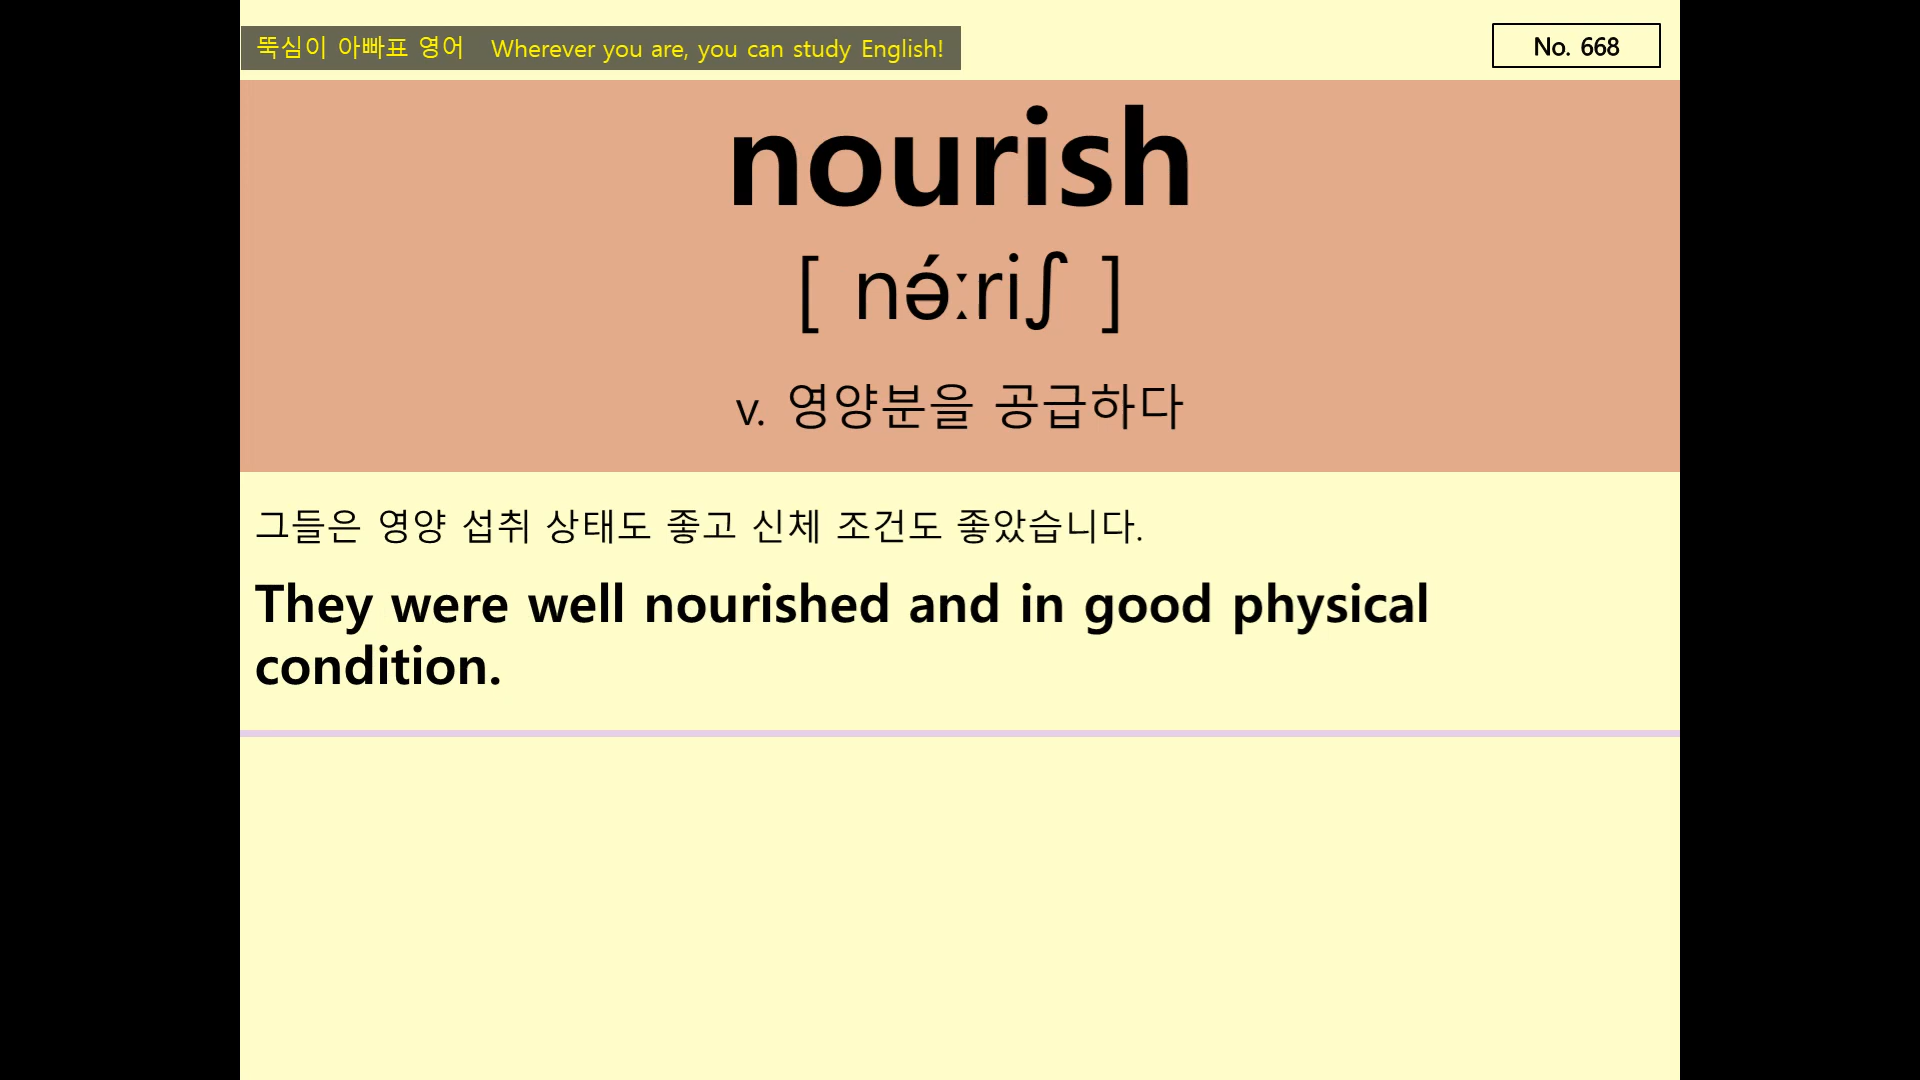 뚝심이 아빠표 영어 Wherever you are, you can study English!
No. 668
nourish
[ nə́ːriʃ ]
v. 영양분을 공급하다
그들은 영양 섭취 상태도 좋고 신체 조건도 좋았습니다.
They were well nourished and in good physical
condition.